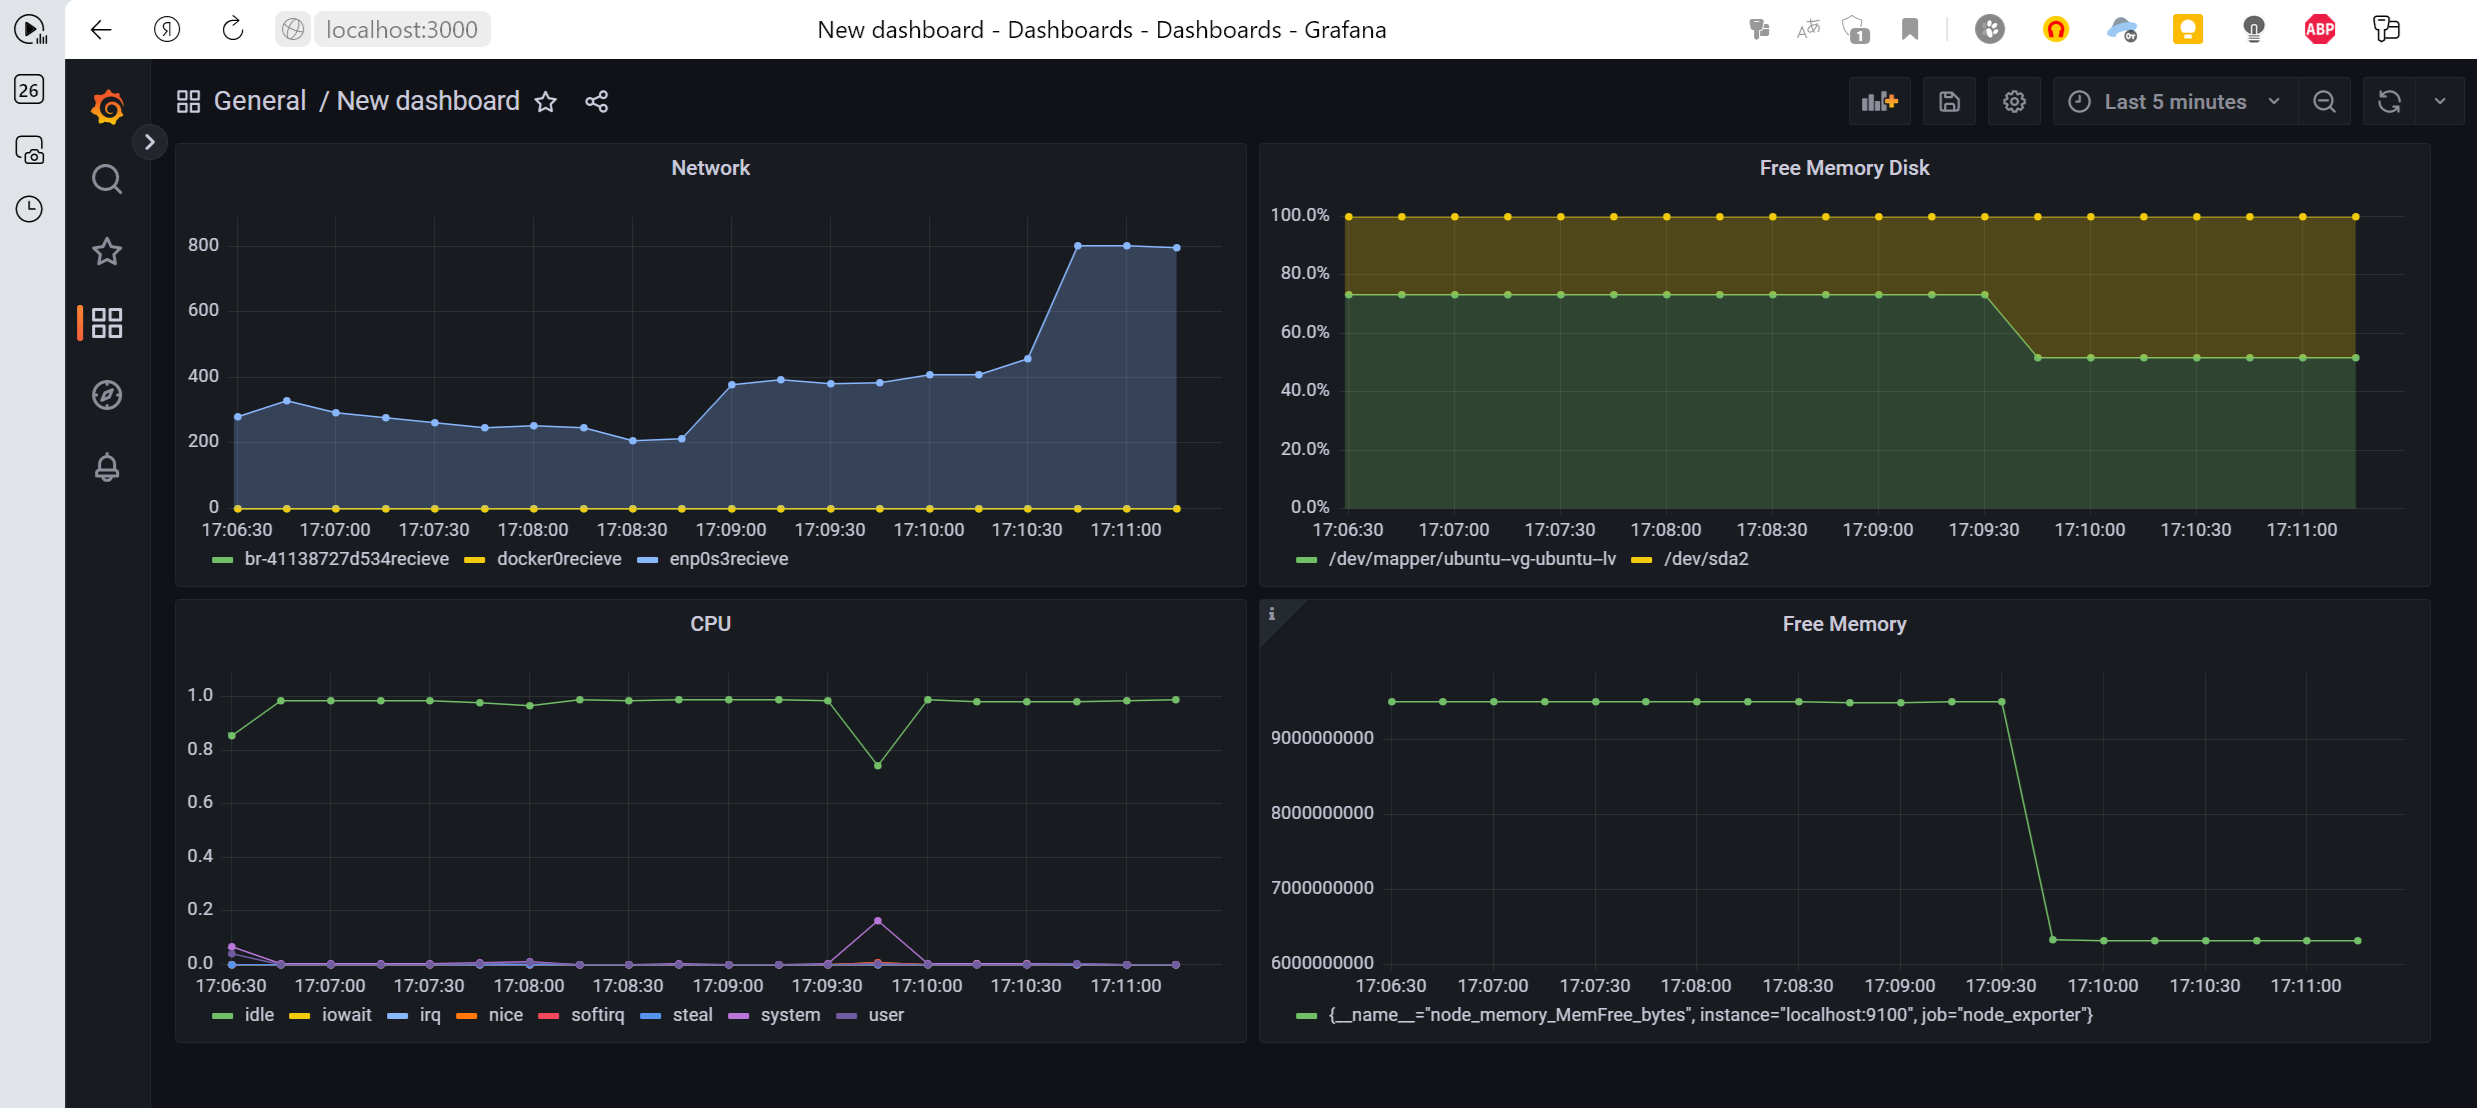 localhost:3000 New dashboard - Dashboards - Dashboards - Grafana 1 ABP
26
General / New dashboard Last 5 minutes
Network
800
600
400
200
0
17:06:30 17:07:00 17:07:30 17:08:00 17:08:30 17:09:00 17:09:30 17:10:00 17:10:30 17:11:00
br-41138727d534recieve docker0recieve enp0s3recieve
Free Memory Disk
100.0%
80.0%
60.0%
40.0%
20.0%
0.0%
17:06:30 17:07:00 17:07:30 17:08:00 17:08:30 17:09:00 17:09:30 17:10:00 17:10:30 17:11:00
/dev/mapper/ubuntu--vg-ubuntu--lv /dev/sda2
CPU
1.0
0.8
0.6
0.4
0.2
0.0
17:06:30 17:07:00 17:07:30 17:08:00 17:08:30 17:09:00 17:09:30 17:10:00 17:10:30 17:11:00
idle iowait irq nice softirq steal system user
i
Free Memory
9000000000
8000000000
7000000000
6000000000
17:06:30 17:07:00 17:07:30 17:08:00 17:08:30 17:09:00 17:09:30 17:10:00 17:10:30 17:11:00
{__name__="node_memory_MemFree_bytes", instance="localhost:9100", job="node_exporter"}